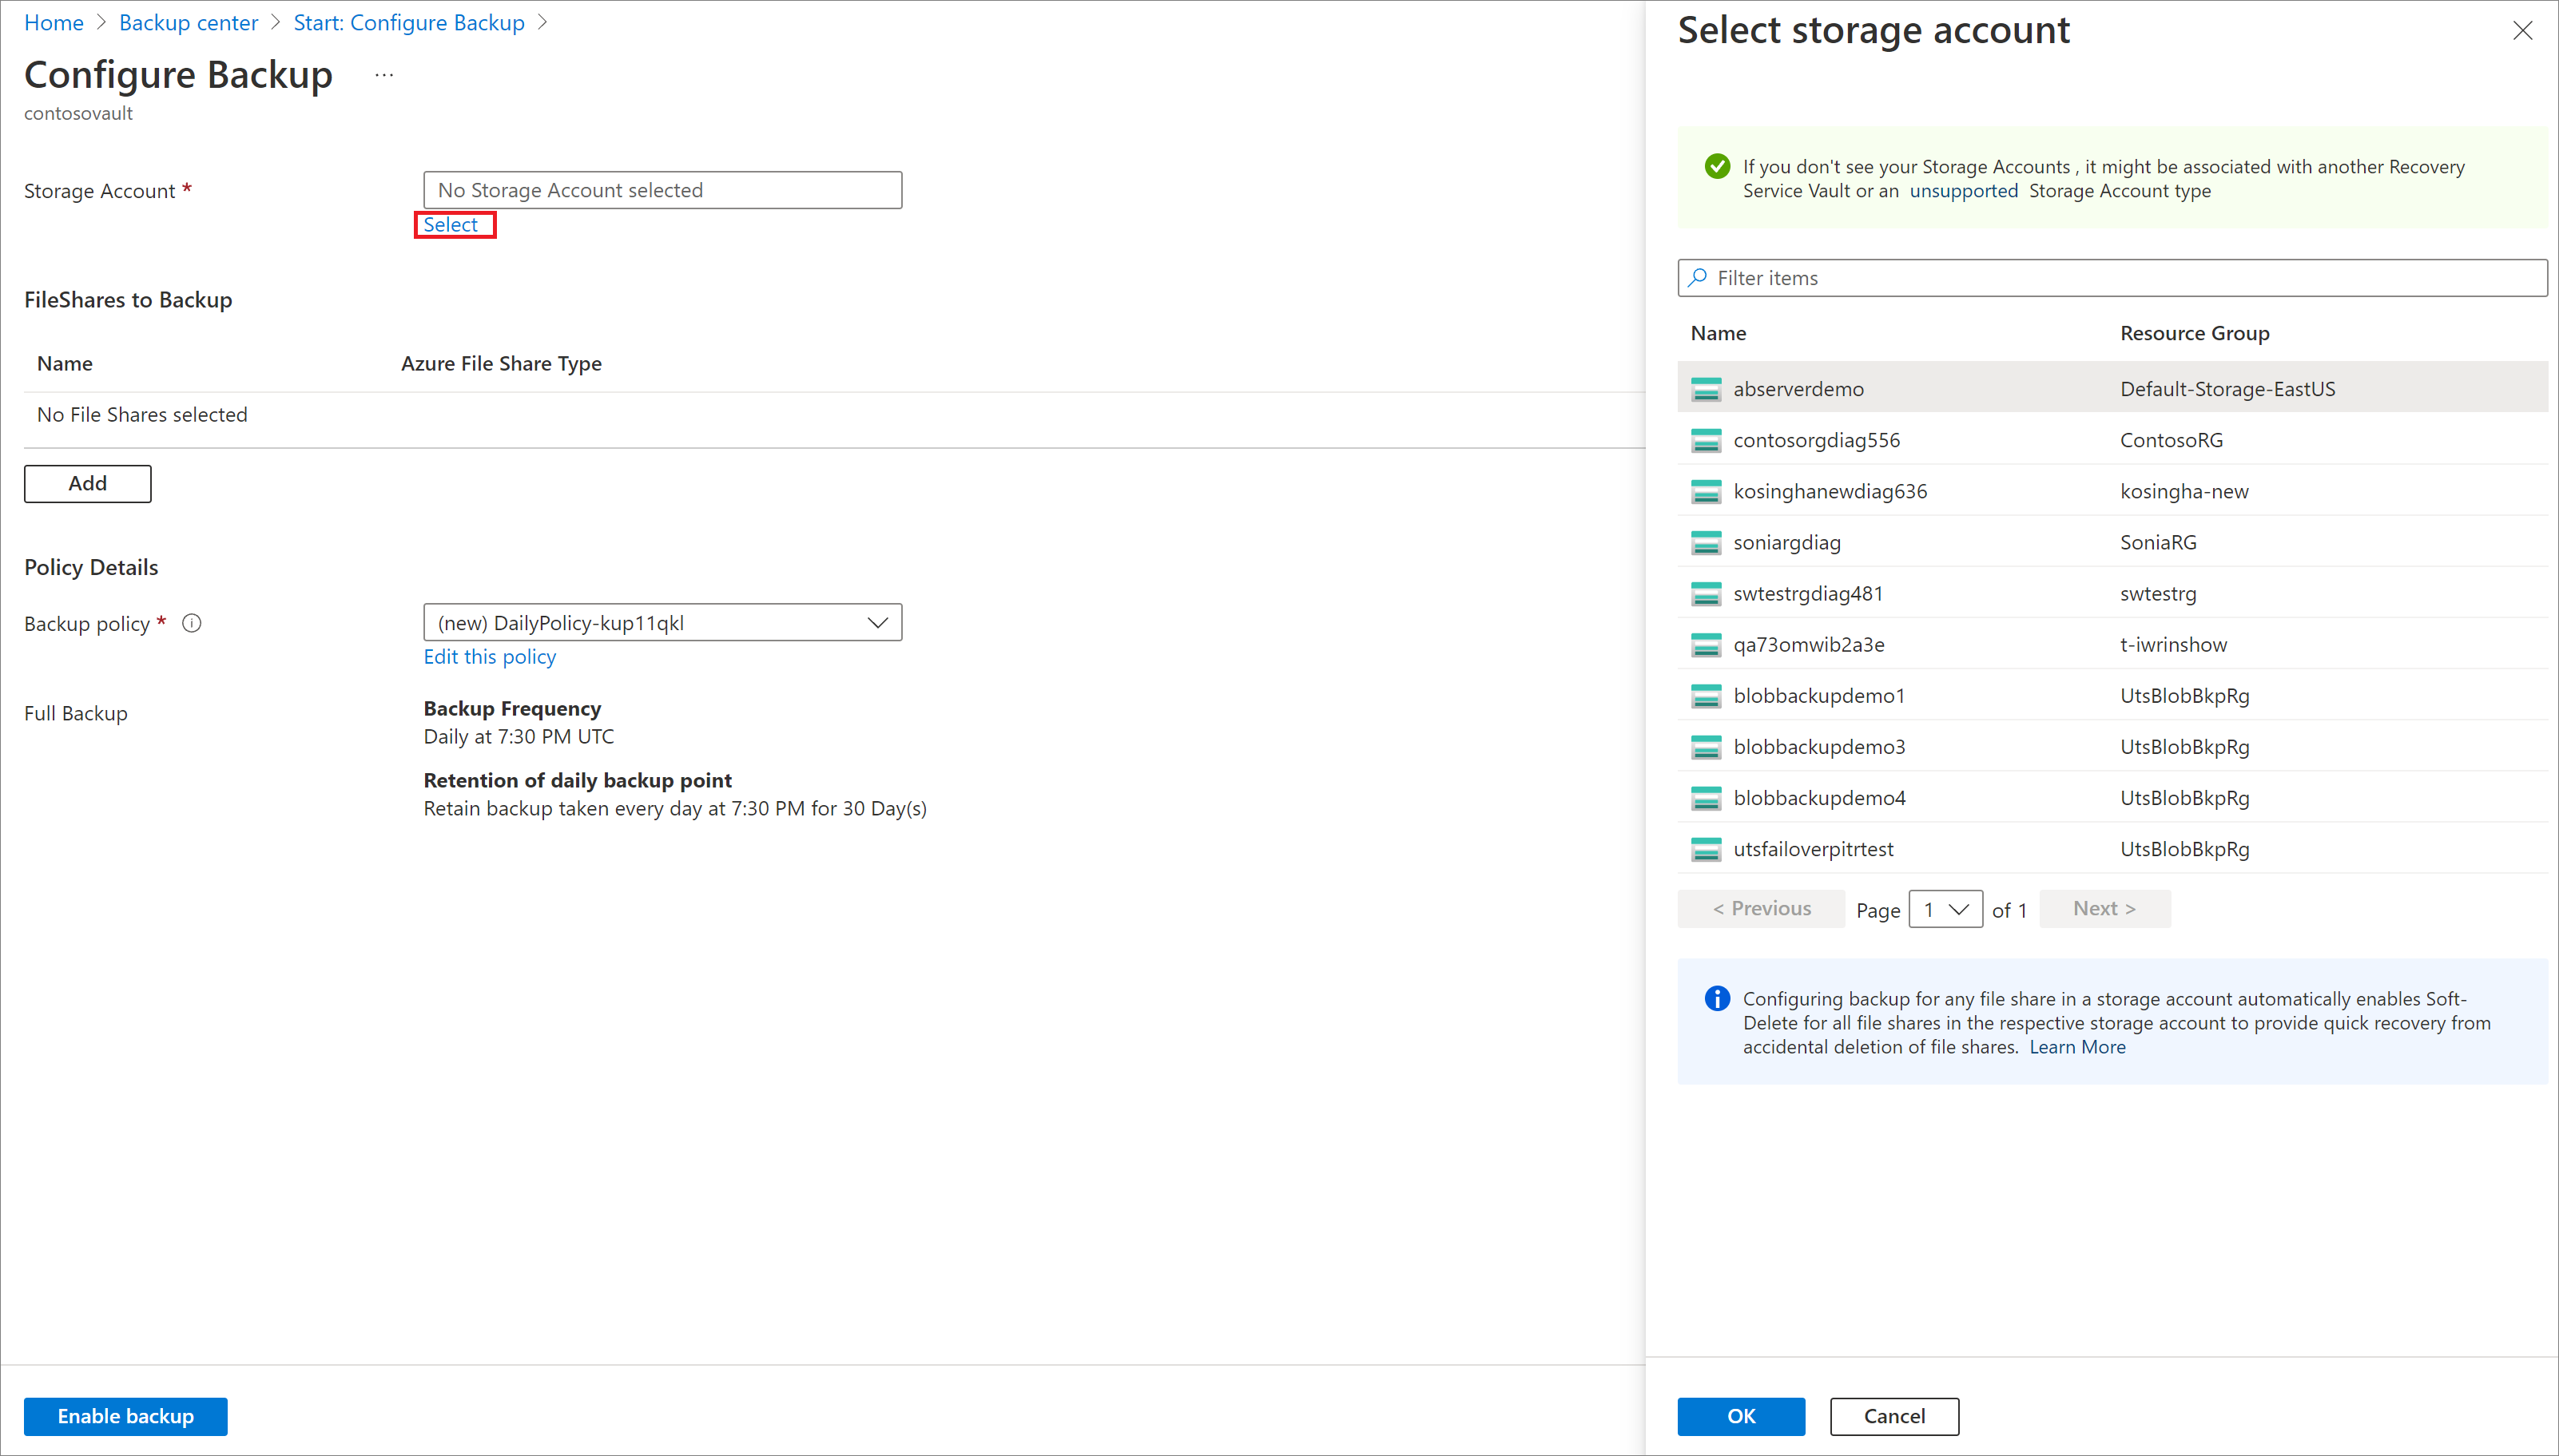 Home > Backup center > Start: Configure Backup >
Configure Backup ...
contosovault
Storage Account *
No Storage Account selected
Select
FileShares to Backup
Name Azure File Share Type
No File Shares selected
Add
Policy Details
Backup policy *
(new) DailyPolicy-kup11qkl
Edit this policy
Full Backup
Backup Frequency
Daily at 7:30 PM UTC
Retention of daily backup point
Retain backup taken every day at 7:30 PM for 30 Day(s)
Enable backup
Select storage account
If you don't see your Storage Accounts , it might be associated with another Recovery
Service Vault or an unsupported Storage Account type
Filter items
Name Resource Group
abserverdemo Default-Storage-EastUS
contosorgdiag556 ContosoRG
kosinghanewdiag636 kosingha-new
soniargdiag SoniaRG
swtestrgdiag481 swtestrg
qa73omwib2a3e t-iwrinshow
blobbackupdemo1 UtsBlobBkpRg
blobbackupdemo3 UtsBlobBkpRg
blobbackupdemo4 UtsBlobBkpRg
utsfailoverpitrtest UtsBlobBkpRg
< Previous Page 1 of 1 Next >
Configuring backup for any file share in a storage account automatically enables Soft-
Delete for all file shares in the respective storage account to provide quick recovery from
accidental deletion of file shares. Learn More
OK Cancel